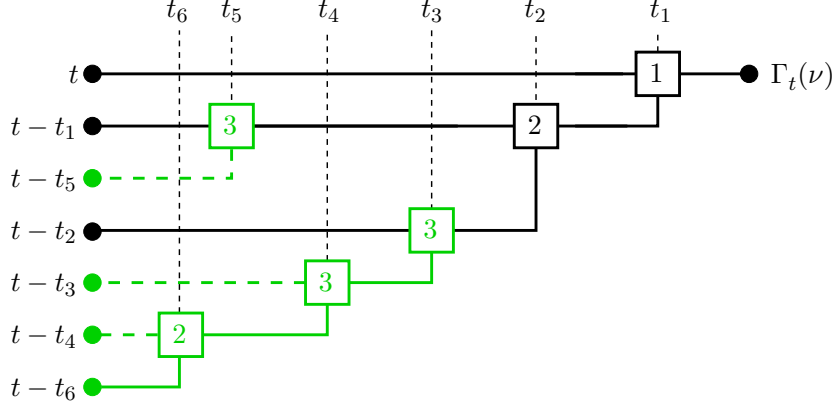 t₆ t₅ t₄ t₃ t₂ t₁
t 1 Γₜ(ν)
t − t₁ 3 2
t − t₅
t − t₂ 3
t − t₃ 3
t − t₄ 2
t − t₆